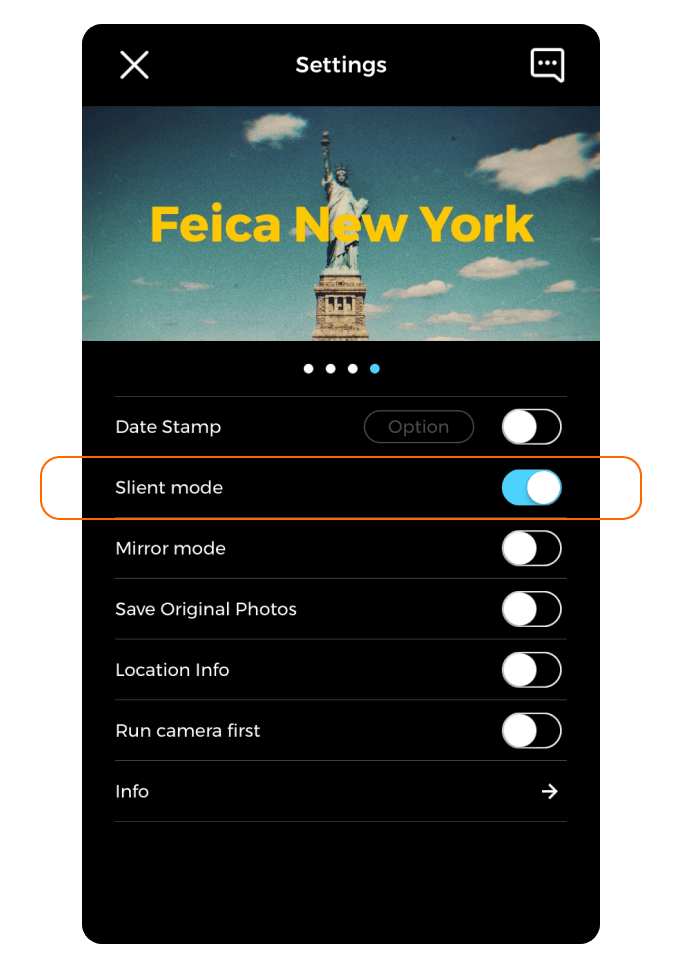 Settings
Feica New York
Date Stamp Option
Slient mode
Mirror mode
Save Original Photos
Location Info
Run camera first
Info